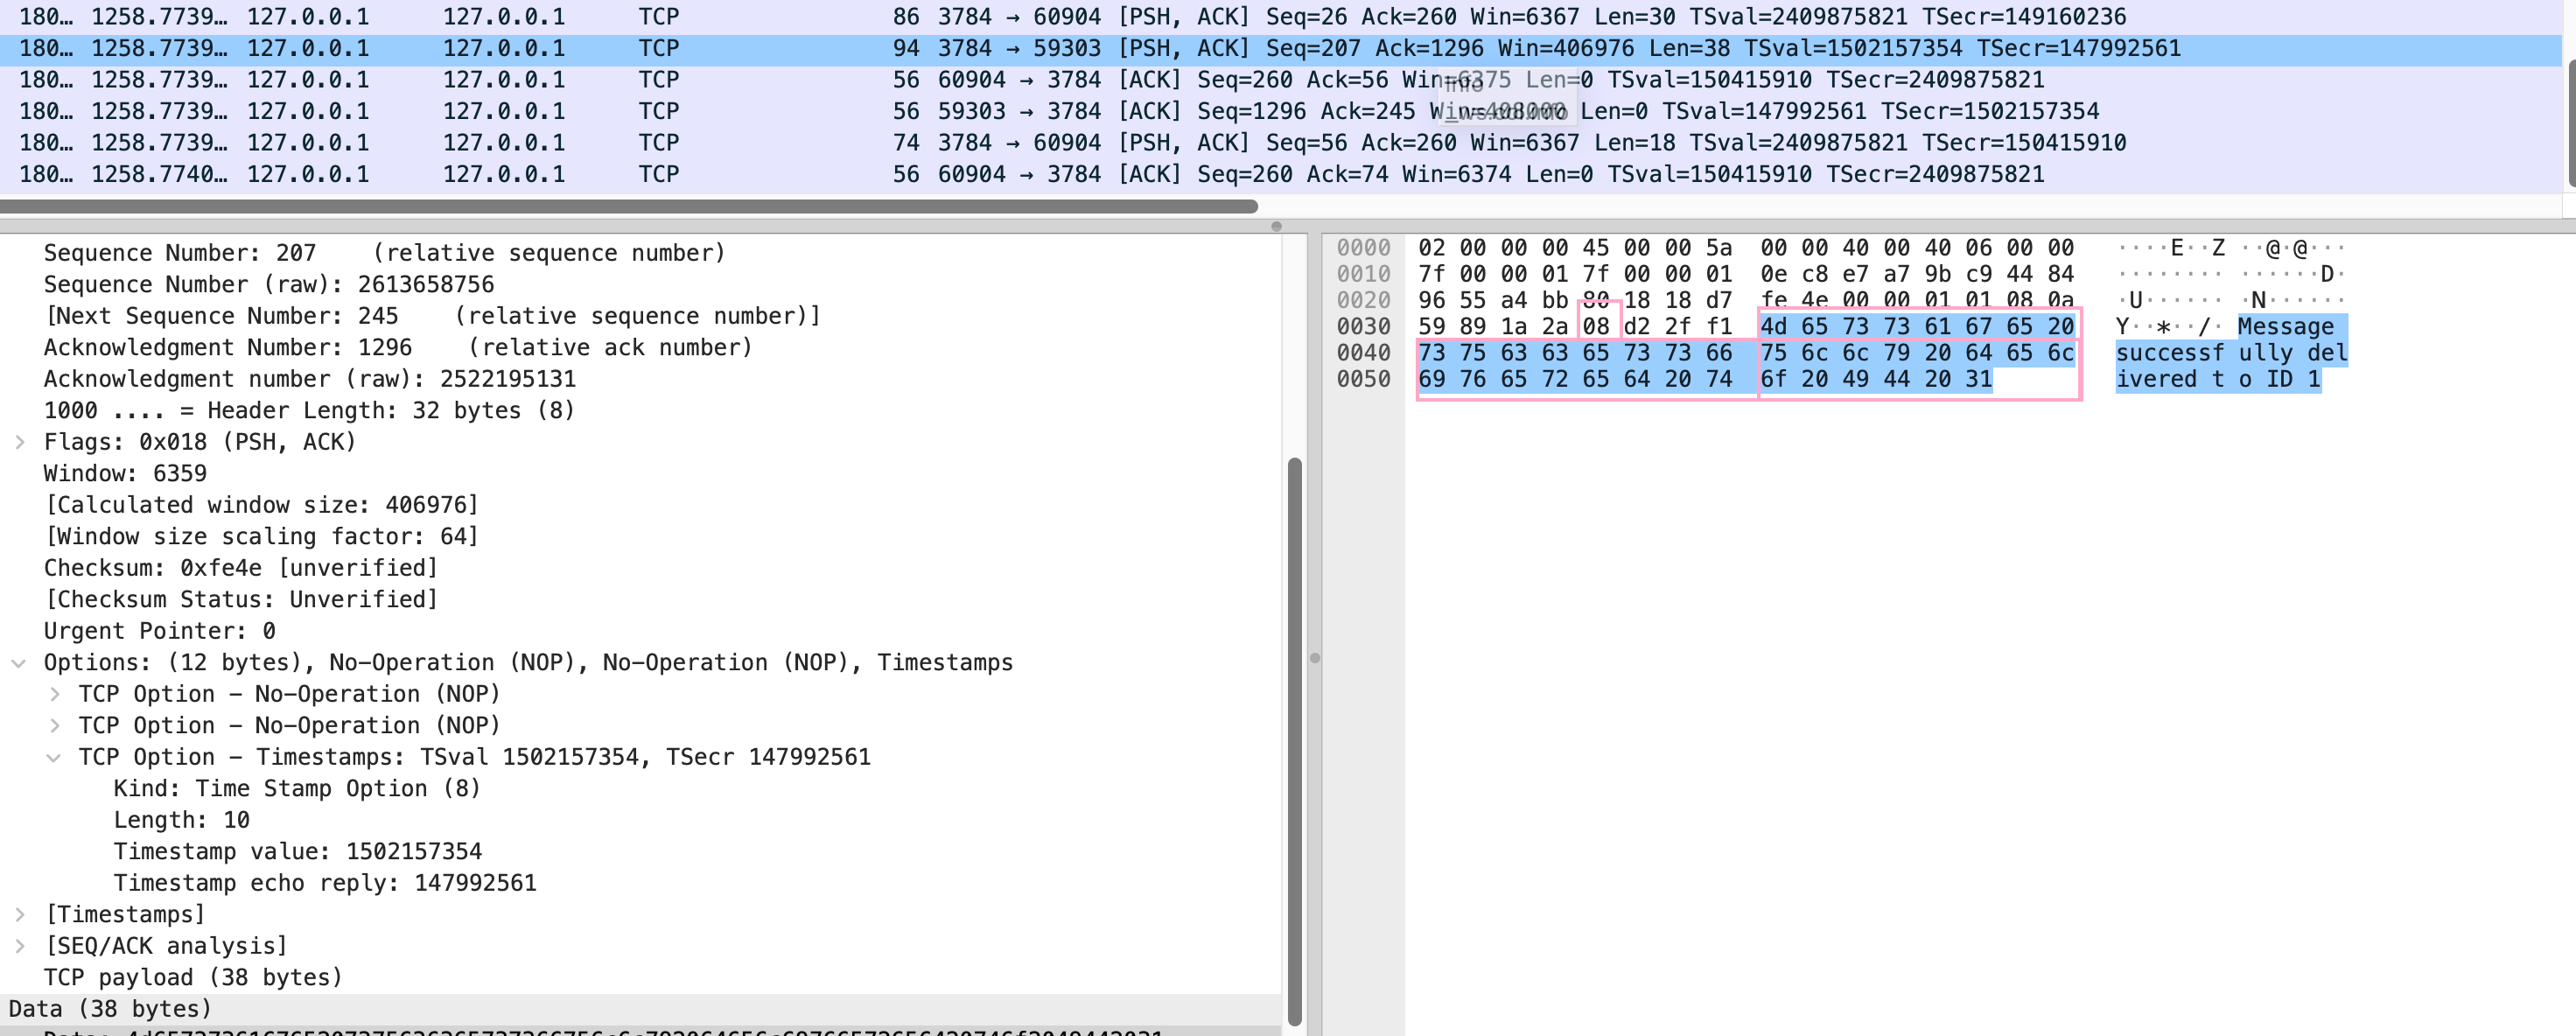 180… 1258.7739… 127.0.0.1 127.0.0.1 TCP 86 3784 → 60904 [PSH, ACK] Seq=26 Ack=260 Win=6367 Len=30 TSval=2409875821 TSecr=149160236
180… 1258.7739… 127.0.0.1 127.0.0.1 TCP 94 3784 → 59303 [PSH, ACK] Seq=207 Ack=1296 Win=406976 Len=38 TSval=1502157354 TSecr=147992561
180… 1258.7739… 127.0.0.1 127.0.0.1 TCP 56 60904 → 3784 [ACK] Seq=260 Ack=56 Win=6375 Len=0 TSval=150415910 TSecr=2409875821
180… 1258.7739… 127.0.0.1 127.0.0.1 TCP 56 59303 → 3784 [ACK] Seq=1296 Ack=245 Win=408000 Len=0 TSval=147992561 TSecr=1502157354
180… 1258.7739… 127.0.0.1 127.0.0.1 TCP 74 3784 → 60904 [PSH, ACK] Seq=56 Ack=260 Win=6367 Len=18 TSval=2409875821 TSecr=150415910
180… 1258.7740… 127.0.0.1 127.0.0.1 TCP 56 60904 → 3784 [ACK] Seq=260 Ack=74 Win=6374 Len=0 TSval=150415910 TSecr=2409875821
Sequence Number: 207 (relative sequence number)
Sequence Number (raw): 2613658756
[Next Sequence Number: 245 (relative sequence number)]
Acknowledgment Number: 1296 (relative ack number)
Acknowledgment number (raw): 2522195131
1000 .... = Header Length: 32 bytes (8)
Flags: 0x018 (PSH, ACK)
Window: 6359
[Calculated window size: 406976]
[Window size scaling factor: 64]
Checksum: 0xfe4e [unverified]
[Checksum Status: Unverified]
Urgent Pointer: 0
Options: (12 bytes), No-Operation (NOP), No-Operation (NOP), Timestamps
TCP Option – No-Operation (NOP)
TCP Option – No-Operation (NOP)
TCP Option – Timestamps: TSval 1502157354, TSecr 147992561
Kind: Time Stamp Option (8)
Length: 10
Timestamp value: 1502157354
Timestamp echo reply: 147992561
[Timestamps]
[SEQ/ACK analysis]
TCP payload (38 bytes)
Data (38 bytes)
0000 02 00 00 00 45 00 00 5a 00 00 40 00 40 06 00 00 ····E··Z ··@·@···
0010 7f 00 00 01 7f 00 00 01 0e c8 e7 a7 9b c9 44 84 ········ ······D·
0020 96 55 a4 bb 80 18 18 d7 fe 4e 00 00 01 01 08 0a ·U······ ·N······
0030 59 89 1a 2a 08 d2 2f f1 4d 65 73 73 61 67 65 20 Y··*··/· Message
0040 73 75 63 63 65 73 73 66 75 6c 6c 79 20 64 65 6c successf ully del
0050 69 76 65 72 65 64 20 74 6f 20 49 44 20 31 ivered t o ID 1